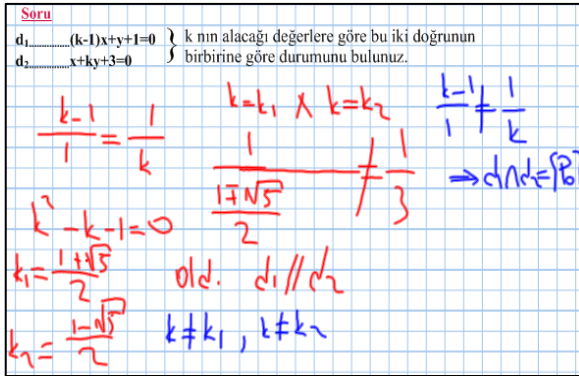 Soru
d₁..............(k-1)x+y+1=0 } k nın alacağı değerlere göre bu iki doğrunun
d₂..............x+ky+3=0 birbirine göre durumunu bulunuz.
(k-1)/1 = 1/k
k²-k-1=0
k₁=(1+√5)/2
k₂=(1-√5)/2
k=k₁ ∧ k=k₂
1/((1∓√5)/2) ≠ 1/3
old. d₁//d₂
k≠k₁, k≠k₂
(k-1)/1 ≠ 1/k
⇒d₁∩d₂={P₀}